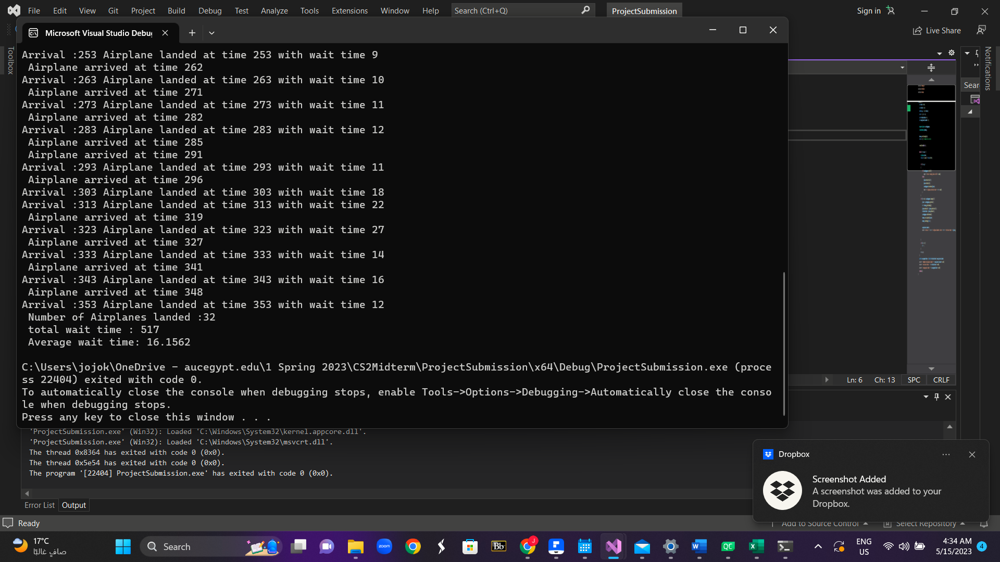 File Edit View Git Project Build Debug Test Analyze Tools Extensions Window Help Search (Ctrl+Q) ProjectSubmission Sign in
Live Share
Microsoft Visual Studio Debug
Toolbox
Notifications
Sear
Arrival :253 Airplane landed at time 253 with wait time 9
Airplane arrived at time 262
Arrival :263 Airplane landed at time 263 with wait time 10
Airplane arrived at time 271
Arrival :273 Airplane landed at time 273 with wait time 11
Airplane arrived at time 282
Arrival :283 Airplane landed at time 283 with wait time 12
Airplane arrived at time 285
Airplane arrived at time 291
Arrival :293 Airplane landed at time 293 with wait time 11
Airplane arrived at time 296
Arrival :303 Airplane landed at time 303 with wait time 18
Arrival :313 Airplane landed at time 313 with wait time 22
Airplane arrived at time 319
Arrival :323 Airplane landed at time 323 with wait time 27
Airplane arrived at time 327
Arrival :333 Airplane landed at time 333 with wait time 14
Airplane arrived at time 341
Arrival :343 Airplane landed at time 343 with wait time 16
Airplane arrived at time 348
Arrival :353 Airplane landed at time 353 with wait time 12
Number of Airplanes landed :32
total wait time : 517
Average wait time: 16.1562
C:\Users\jojok\OneDrive - aucegypt.edu\1 Spring 2023\CS2Midterm\ProjectSubmission\x64\Debug\ProjectSubmission.exe (proce
ss 22404) exited with code 0.
To automatically close the console when debugging stops, enable Tools->Options->Debugging->Automatically close the conso
le when debugging stops.
Press any key to close this window . . .
Ln: 6 Ch: 13 SPC CRLF
'ProjectSubmission.exe' (Win32): Loaded 'C:\Windows\System32\kernel.appcore.dll'.
'ProjectSubmission.exe' (Win32): Loaded 'C:\Windows\System32\msvcrt.dll'.
The thread 0x8364 has exited with code 0 (0x0).
The thread 0x5e54 has exited with code 0 (0x0).
The program '[22404] ProjectSubmission.exe' has exited with code 0 (0x0).
Dropbox
Screenshot Added
A screenshot was added to your
Dropbox.
Error List Output
Ready
Add to Source Control Select Repository
17°C
صافٍ غالبًا
Search
zoom
Bb
J
W
QC
X
ENG
US
4:34 AM
5/15/2023
4